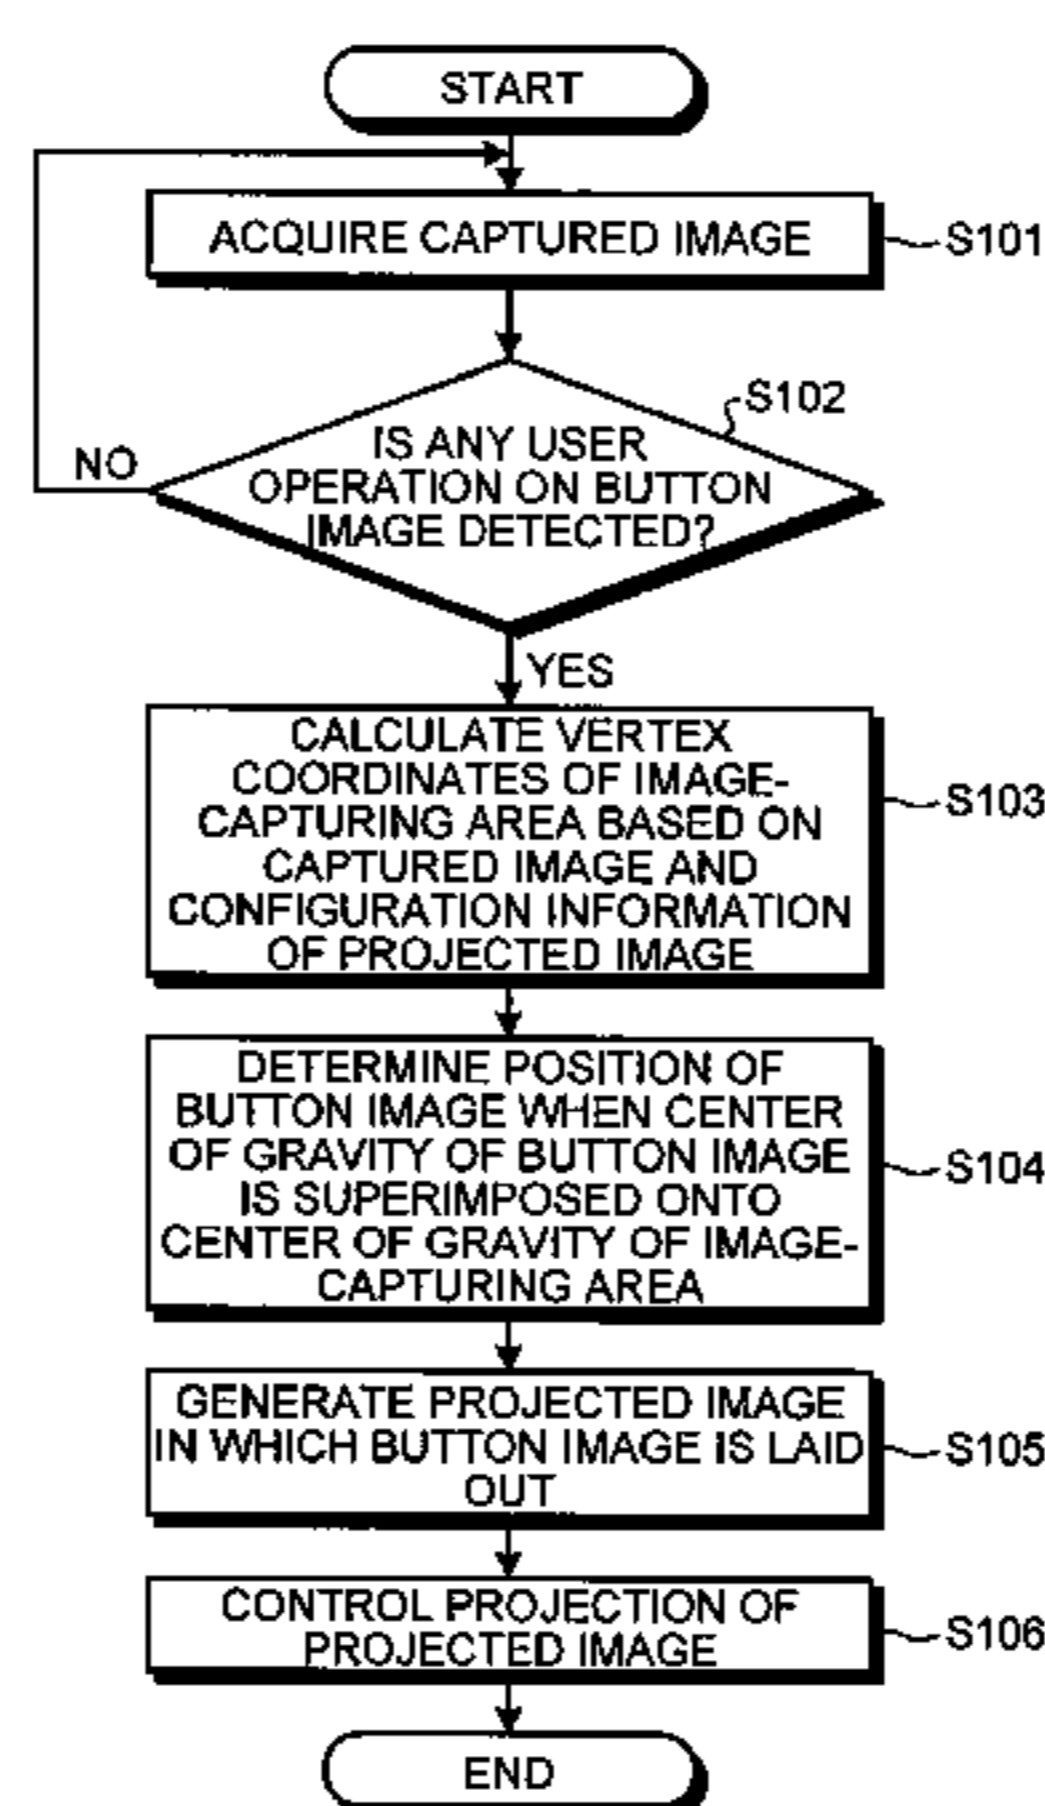 START
ACQUIRE CAPTURED IMAGE
S101
S102
IS ANY USER
OPERATION ON BUTTON
IMAGE DETECTED?
NO
YES
CALCULATE VERTEX
COORDINATES OF IMAGE-
CAPTURING AREA BASED ON
CAPTURED IMAGE AND
CONFIGURATION INFORMATION
OF PROJECTED IMAGE
S103
DETERMINE POSITION OF
BUTTON IMAGE WHEN CENTER
OF GRAVITY OF BUTTON IMAGE
IS SUPERIMPOSED ONTO
CENTER OF GRAVITY OF IMAGE-
CAPTURING AREA
S104
GENERATE PROJECTED IMAGE
IN WHICH BUTTON IMAGE IS LAID
OUT
S105
CONTROL PROJECTION OF
PROJECTED IMAGE
S106
END